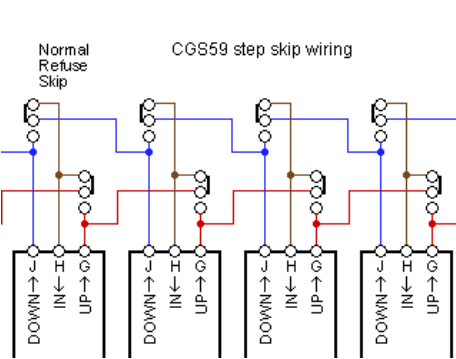 Normal
Refuse
Skip
CGS59 step skip wiring
J H G J H G J H G J H G
DOWN→ ←IN UP→ DOWN→ ←IN UP→ DOWN→ ←IN UP→ DOWN→ ←IN UP→